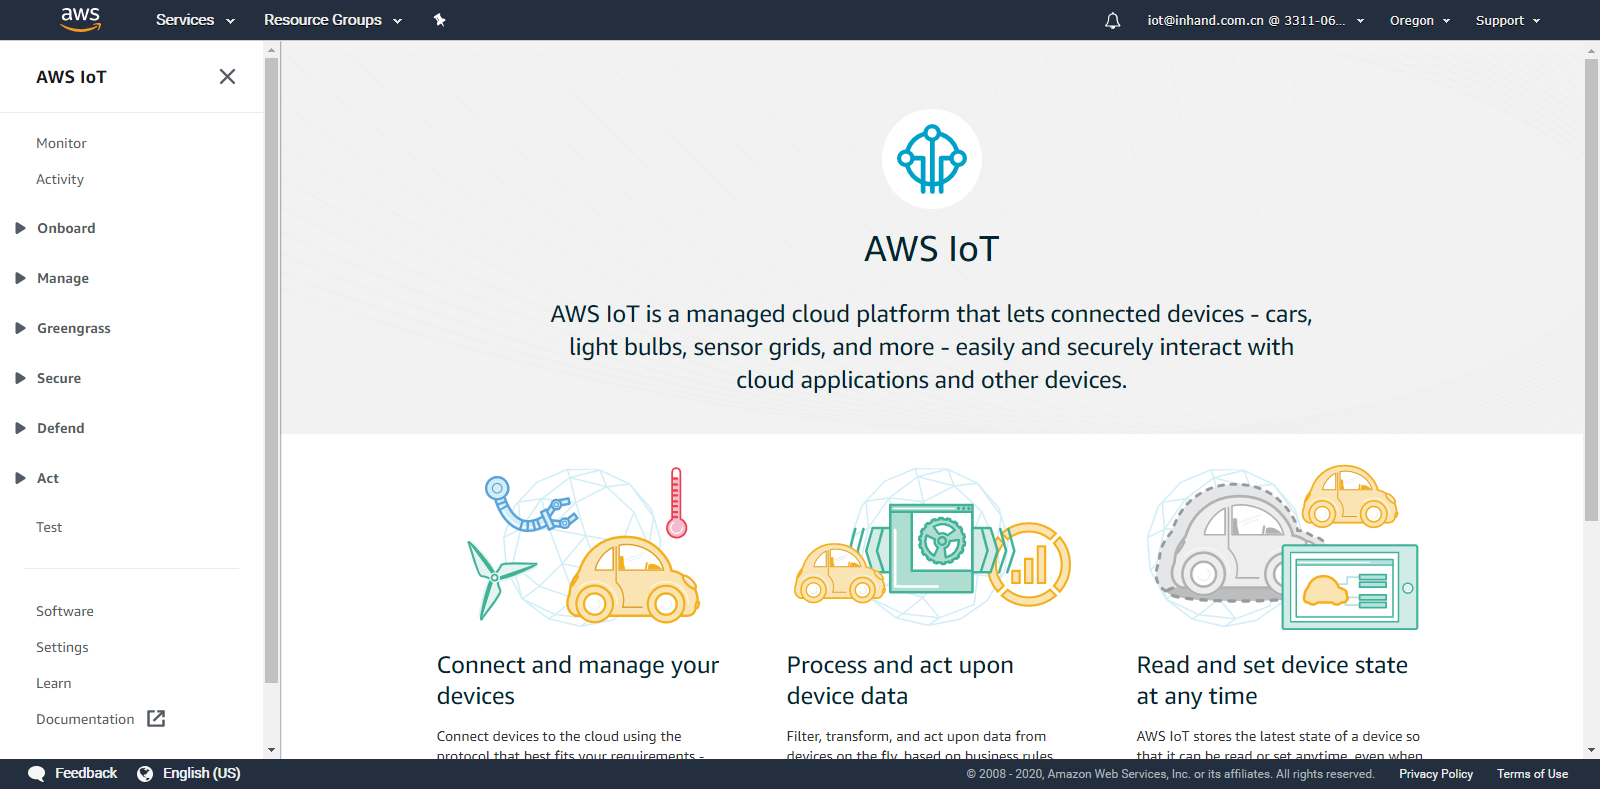 aws Services Resource Groups iot@inhand.com.cn @ 3311-06... Oregon Support
AWS IoT
Monitor
Activity
Onboard
Manage
Greengrass
Secure
Defend
Act
Test
Software
Settings
Learn
Documentation
AWS IoT
AWS IoT is a managed cloud platform that lets connected devices - cars,
light bulbs, sensor grids, and more - easily and securely interact with
cloud applications and other devices.
Connect and manage your
devices
Connect devices to the cloud using the
protocol that best fits your requirements -
Process and act upon
device data
Filter, transform, and act upon data from
devices on the fly, based on business rules
Read and set device state
at any time
AWS IoT stores the latest state of a device so
that it can be read or set anytime, even when
Feedback English (US) © 2008 - 2020, Amazon Web Services, Inc. or its affiliates. All rights reserved. Privacy Policy Terms of Use